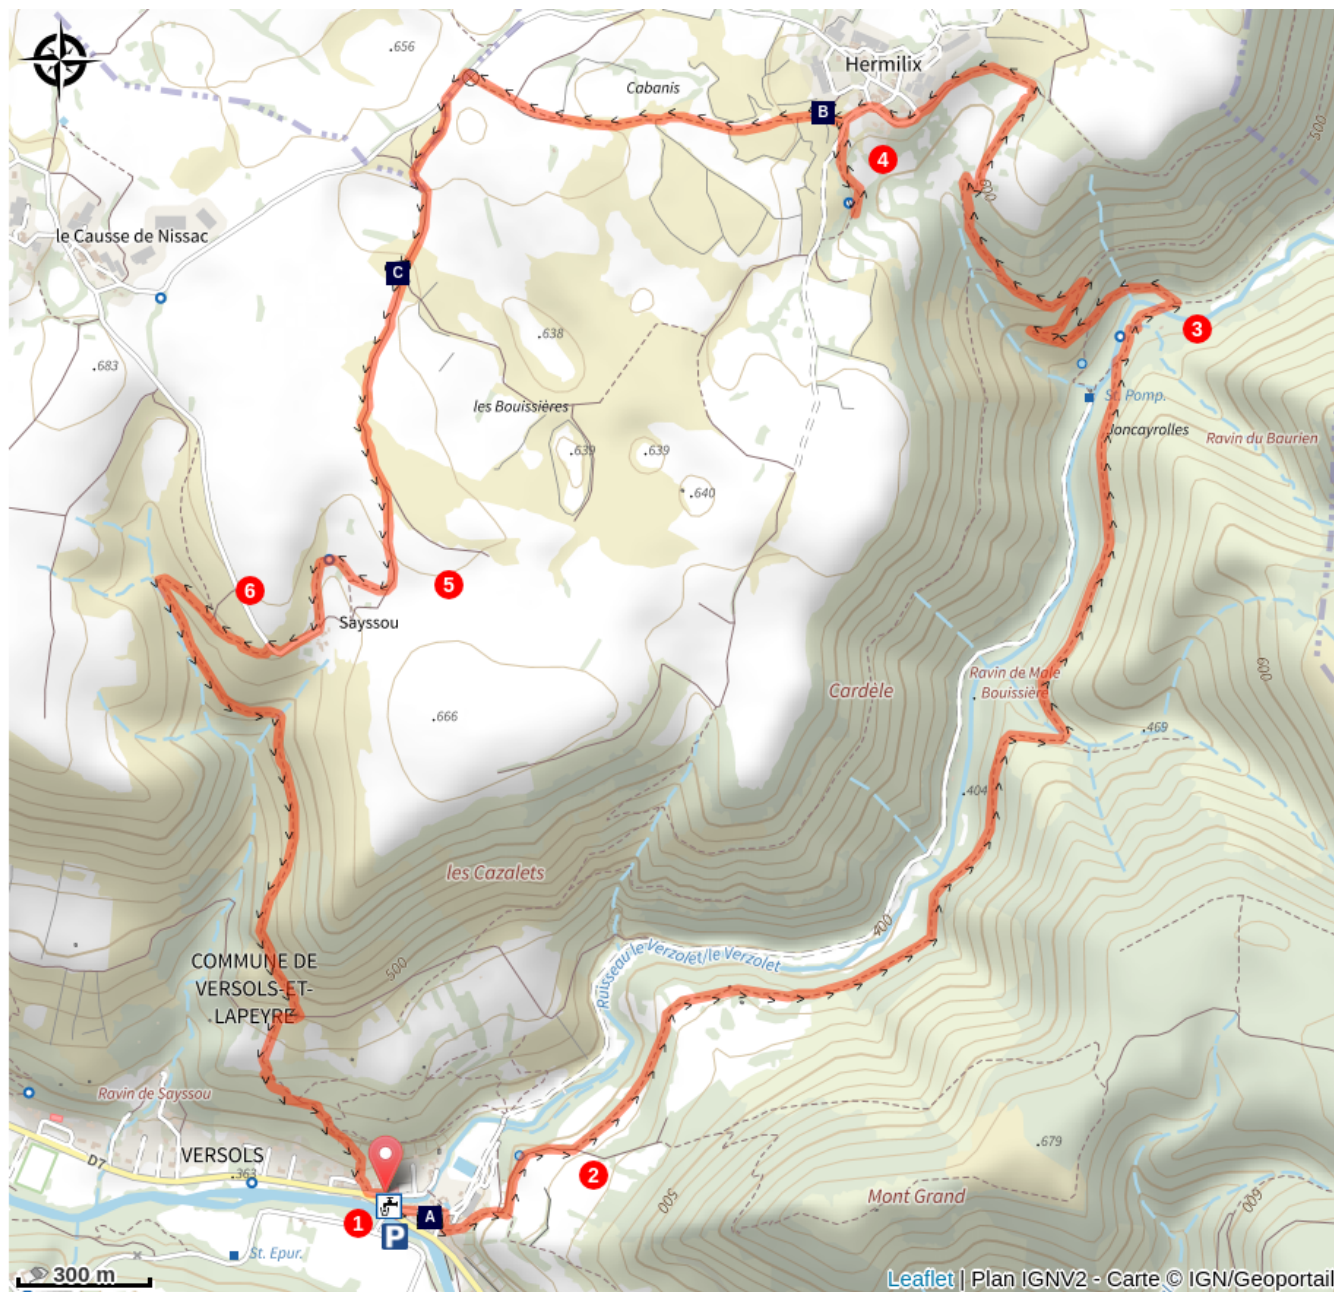 .656
Hermilix
Cabanis
B
500
4
600
le Causse de Nissac
C
3
.638
.683
les Bouissières
St. Pomp.
Joncayrolles
Ravin du Baurien
.639
.639
.640
6
5
Sayssou
600
Ravin de Male
Bouissière
Cardèle
.666
.469
.404
les Cazalets
400
COMMUNE DE
VERSOLS-ET-
LAPEYRE
500
Ruisseau le Verzolet/le Verzolet
Ravin de Sayssou
.679
VERSOLS
D7
.363
2
Mont Grand
500
600
1
A
P
St. Epur.
300 m
Leaflet | Plan IGNV2 - Carte © IGN/Geoportail